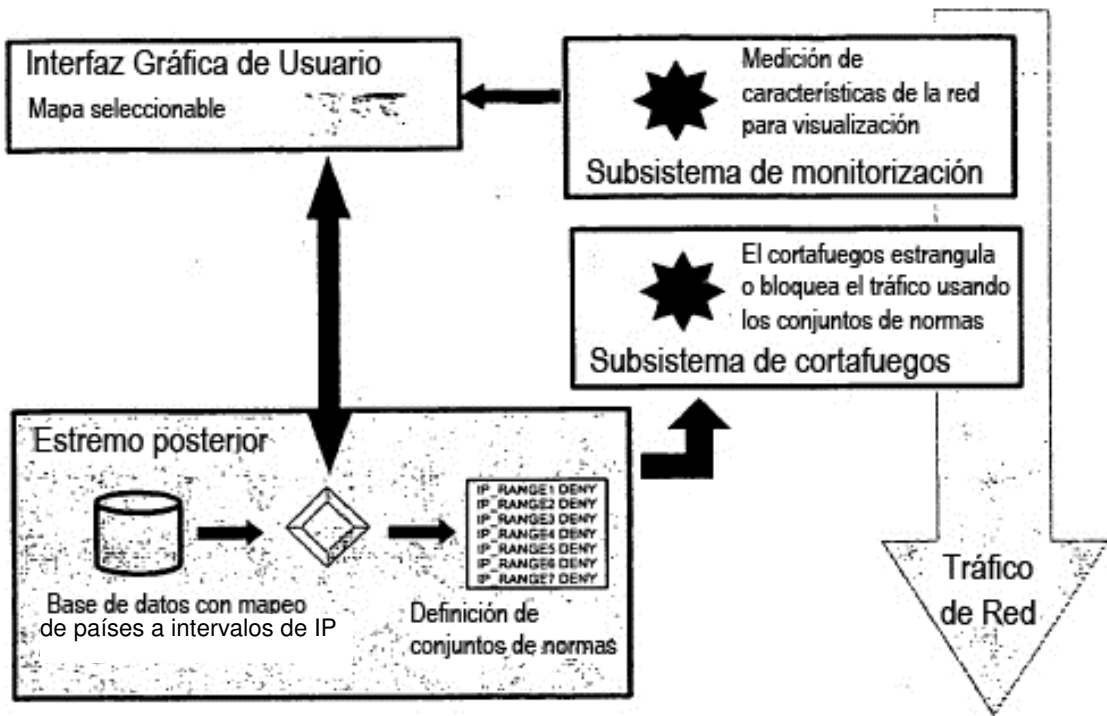 Interfaz Gráfica de Usuario
Mapa seleccionable
Medición de
características de la red
para visualización
Subsistema de monitorización
El cortafuegos estrangula
o bloquea el tráfico usando
los conjuntos de normas
Subsistema de cortafuegos
Estremo posterior
IP_RANGE1 DENY
IP_RANGE2 DENY
IP_RANGE3 DENY
IP_RANGE4 DENY
IP_RANGE5 DENY
IP_RANGE6 DENY
IP_RANGE7 DENY
Base de datos con mapeo
de países a intervalos de IP
Definición de
conjuntos de normas
Tráfico
de Red